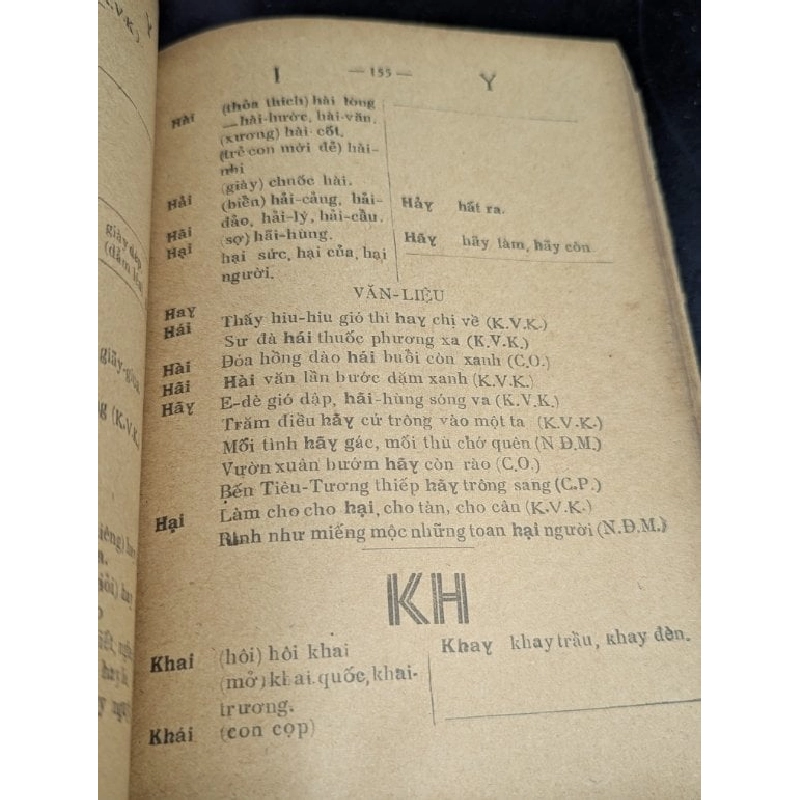 I — 155 — Y
Hài (thỏa thích) hài lòng
— hài-hước, hài-văn.
(xương) hài cốt,
(trẻ con mới đẻ) hài-
nhi
(giày) chuốc hài.
Hải (biển) hải-cảng, hải-
đảo, hải-lý, hải-cẩu.
Hãi (sợ) hãi-hùng.
Hại hại sức, hại của, hại
người.
Hảy hất ra.
Hãy hãy làm, hãy còn
VĂN-LIỆU
Hay Thấy hiu-hiu gió thì hay chị về (K.V.K.)
Hái Sư đà hái thuốc phương xa (K.V.K.)
Đóa hồng đào hái buổi còn xanh (C.O.)
Hài Hài văn lần bước dặm xanh (K.V.K.)
Hãi E-dè gió dập, hãi-hùng sóng va (K.V.K.)
Hãy Trăm điều hãy cứ trông vào một ta (K.V.K.)
Mối tình hãy gác, mối thù chớ quên (N.Đ.M.)
Vườn xuân bướm hãy còn rào (C.O.)
Bến Tiêu-Tương thiếp hãy trông sang (C.P.)
Hại Làm cho cho hại, cho tàn, cho cản (K.V.K.)
Rình như miếng mộc những toan hại người (N.Đ.M.)
KH
Khai (hôi) hôi khai
(mở) khai-quốc, khai-
trương.
Khái (con cọp)
Khay khay trầu, khay đèn.
giày dép
giãy-giụa
(K.V.K.)